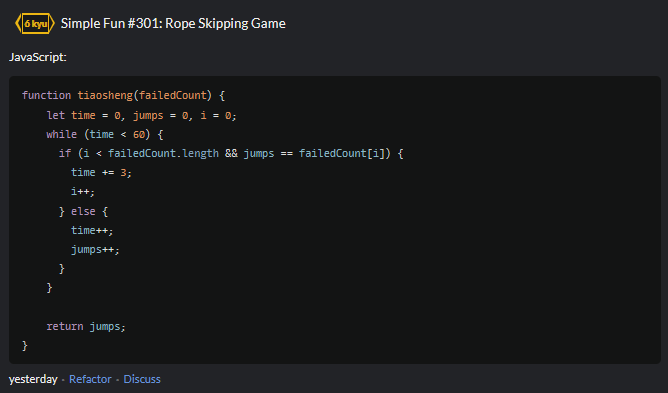 6 kyu Simple Fun #301: Rope Skipping Game
JavaScript:
function tiaosheng(failedCount) {
    let time = 0, jumps = 0, i = 0;
    while (time < 60) {
      if (i < failedCount.length && jumps == failedCount[i]) {
        time += 3;
        i++;
      } else {
        time++;
        jumps++;
      }
    }

    return jumps;
}
yesterday - Refactor - Discuss